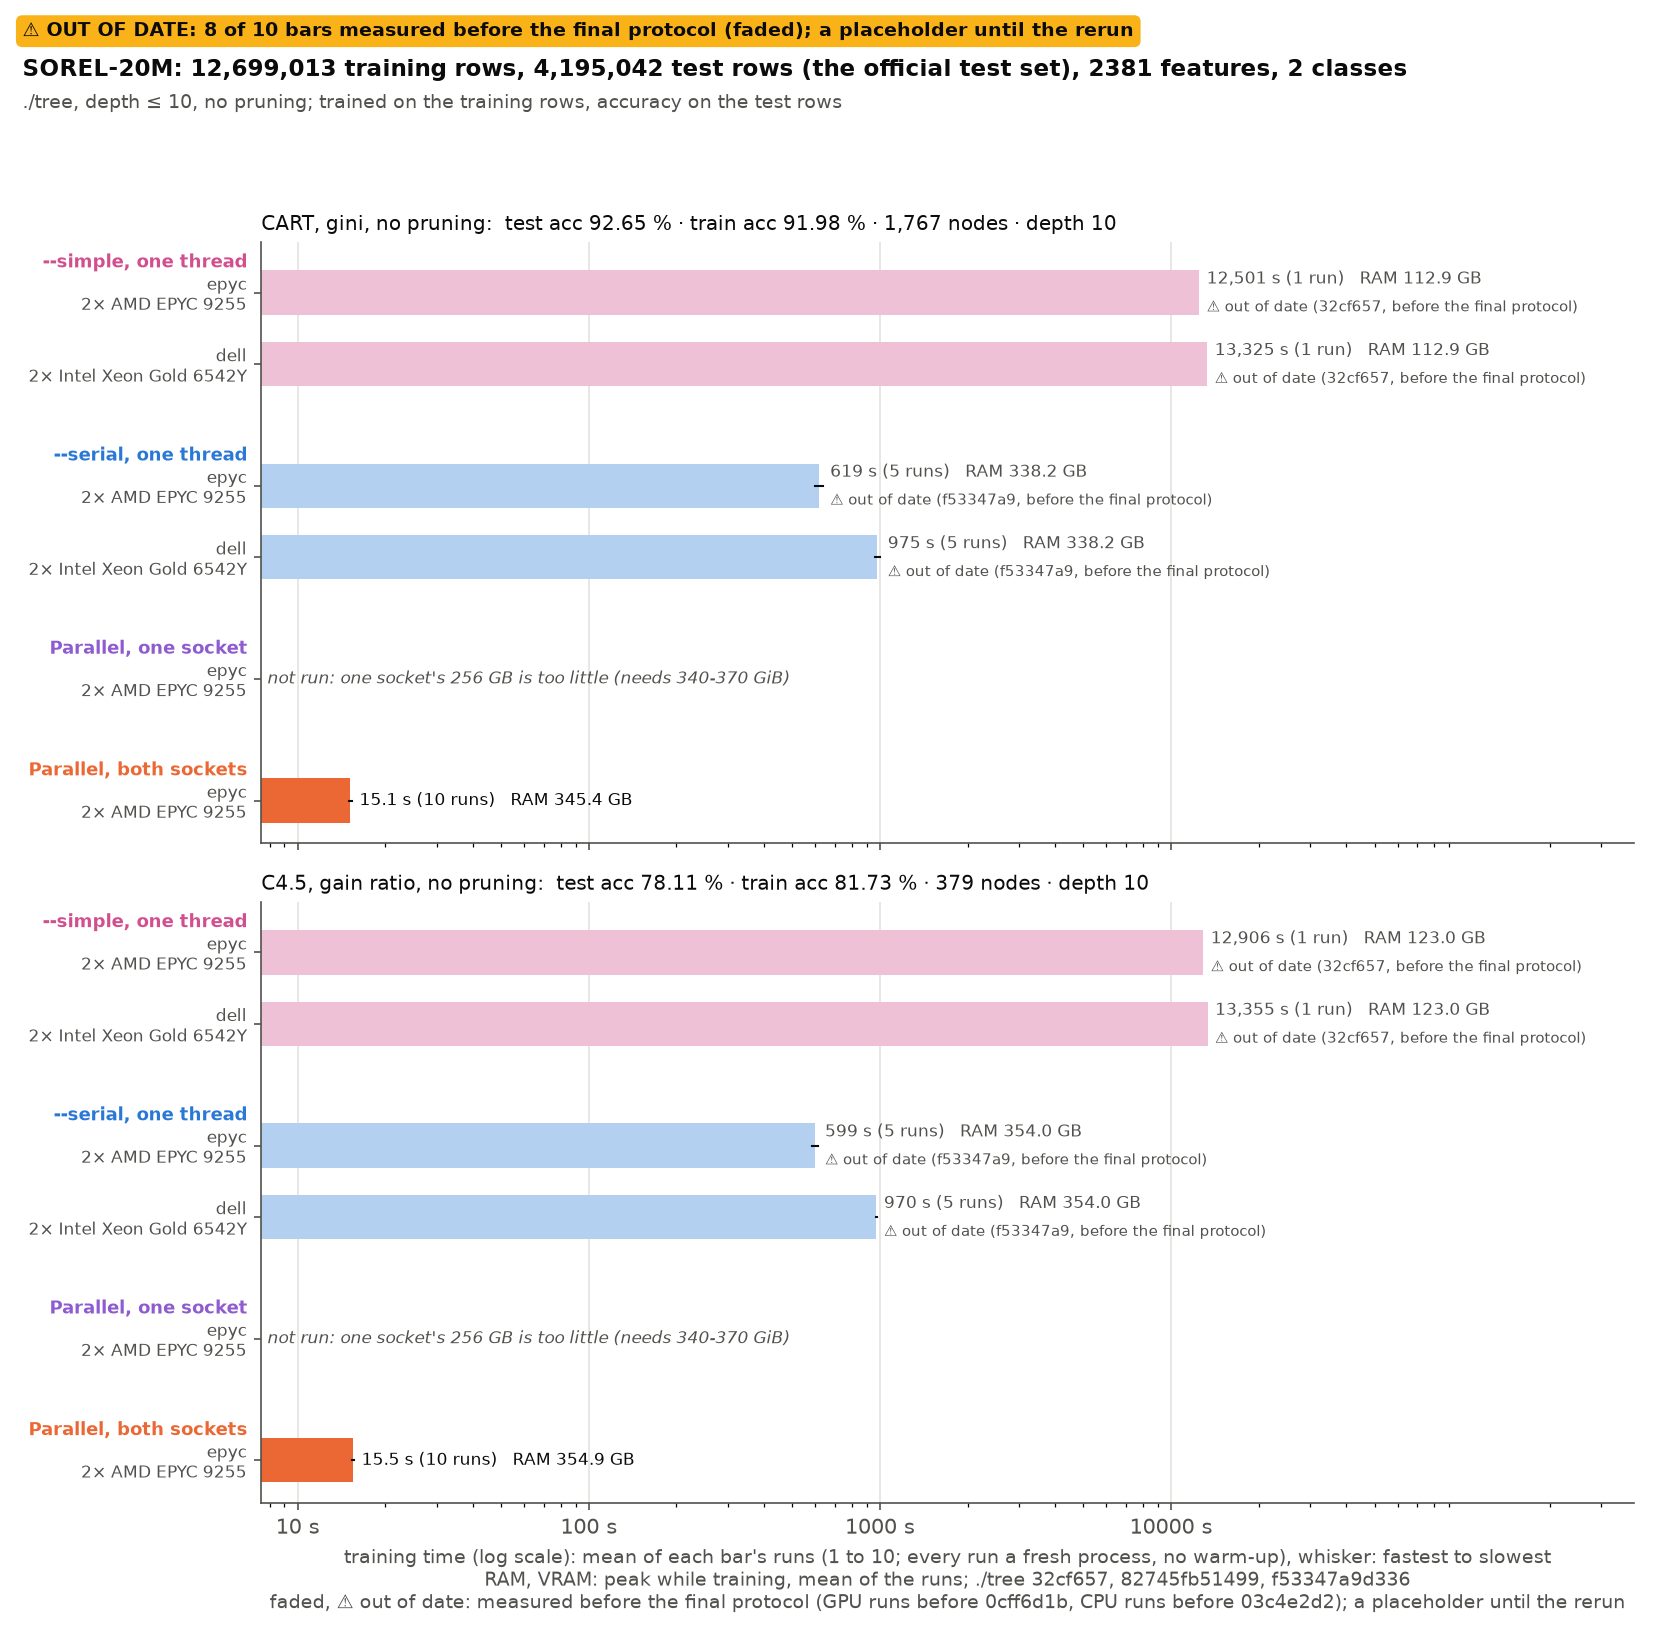 ⚠ OUT OF DATE: 8 of 10 bars measured before the final protocol (faded); a placeholder until the rerun
SOREL-20M: 12,699,013 training rows, 4,195,042 test rows (the official test set), 2381 features, 2 classes
./tree, depth ≤ 10, no pruning; trained on the training rows, accuracy on the test rows
CART, gini, no pruning:  test acc 92.65 % · train acc 91.98 % · 1,767 nodes · depth 10
--simple, one thread
epyc
2× AMD EPYC 9255
12,501 s (1 run)   RAM 112.9 GB
⚠ out of date (32cf657, before the final protocol)
dell
2× Intel Xeon Gold 6542Y
13,325 s (1 run)   RAM 112.9 GB
⚠ out of date (32cf657, before the final protocol)
--serial, one thread
epyc
2× AMD EPYC 9255
619 s (5 runs)   RAM 338.2 GB
⚠ out of date (f53347a9, before the final protocol)
dell
2× Intel Xeon Gold 6542Y
975 s (5 runs)   RAM 338.2 GB
⚠ out of date (f53347a9, before the final protocol)
Parallel, one socket
epyc
2× AMD EPYC 9255
not run: one socket's 256 GB is too little (needs 340-370 GiB)
Parallel, both sockets
epyc
2× AMD EPYC 9255
15.1 s (10 runs)   RAM 345.4 GB
C4.5, gain ratio, no pruning:  test acc 78.11 % · train acc 81.73 % · 379 nodes · depth 10
--simple, one thread
epyc
2× AMD EPYC 9255
12,906 s (1 run)   RAM 123.0 GB
⚠ out of date (32cf657, before the final protocol)
dell
2× Intel Xeon Gold 6542Y
13,355 s (1 run)   RAM 123.0 GB
⚠ out of date (32cf657, before the final protocol)
--serial, one thread
epyc
2× AMD EPYC 9255
599 s (5 runs)   RAM 354.0 GB
⚠ out of date (f53347a9, before the final protocol)
dell
2× Intel Xeon Gold 6542Y
970 s (5 runs)   RAM 354.0 GB
⚠ out of date (f53347a9, before the final protocol)
Parallel, one socket
epyc
2× AMD EPYC 9255
not run: one socket's 256 GB is too little (needs 340-370 GiB)
Parallel, both sockets
epyc
2× AMD EPYC 9255
15.5 s (10 runs)   RAM 354.9 GB
10 s
100 s
1000 s
10000 s
training time (log scale): mean of each bar's runs (1 to 10; every run a fresh process, no warm-up), whisker: fastest to slowest
RAM, VRAM: peak while training, mean of the runs; ./tree 32cf657, 82745fb51499, f53347a9d336
faded, ⚠ out of date: measured before the final protocol (GPU runs before 0cff6d1b, CPU runs before 03c4e2d2); a placeholder until the rerun